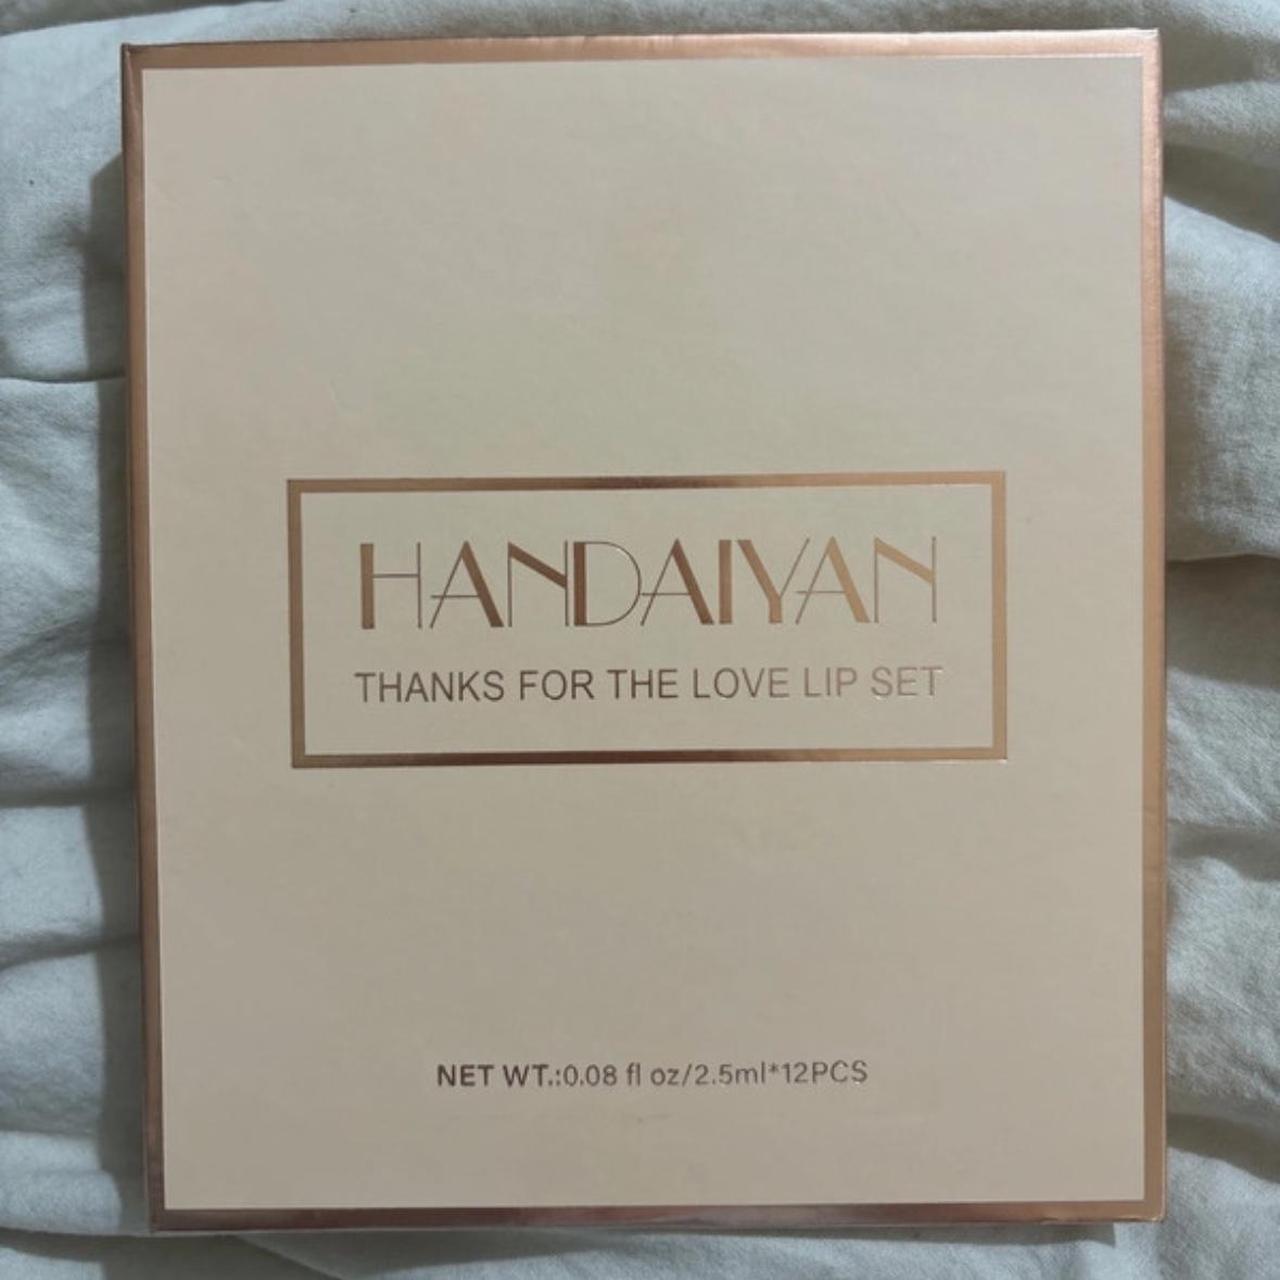 HANDAIYAN
THANKS FOR THE LOVE LIP SET
NET WT.:0.08 fl oz/2.5ml*12PCS